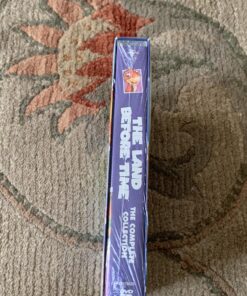 THE LAND
BEFORE TIME
THE COMPLETE
COLLECTION